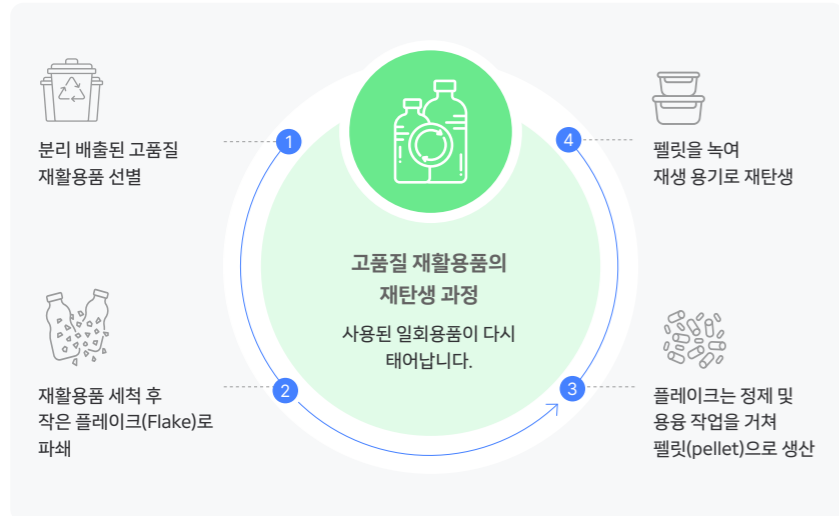 고품질 재활용품의
재탄생 과정
사용된 일회용품이 다시
태어납니다.
1
분리 배출된 고품질
재활용품 선별
2
재활용품 세척 후
작은 플레이크(Flake)로
파쇄
3
플레이크는 정제 및
용융 작업을 거쳐
펠릿(pellet)으로 생산
4
펠릿을 녹여
재생 용기로 재탄생